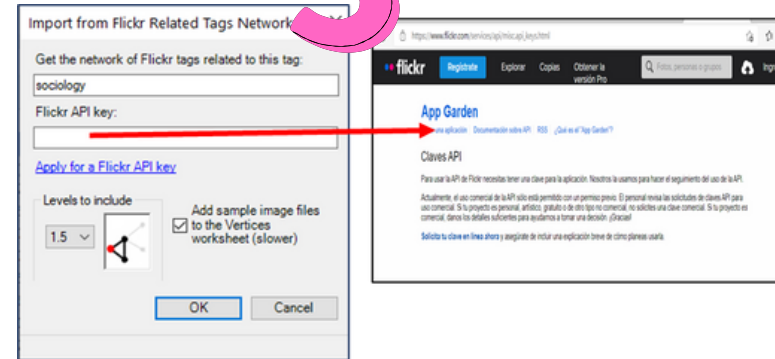 Import from Flickr Related Tags Network
Get the network of Flickr tags related to this tag:
sociology
Flickr API key:
Apply for a Flickr API key
Levels to include
1.5
Add sample image files
to the Vertices
worksheet (slower)
OK
Cancel
https://www.flickr.com/services/api/misc.api_keys.html
flickr
Regístrate
Explorar
Copias
Obtener la
versión Pro
Fotos, personas o grupos
App Garden
una aplicación Documentación sobre API RSS ¿Qué es el "App Garden"?
Claves API
Para usar la API de Flickr necesitas tener una clave para la aplicación. Nosotros la usamos para hacer el seguimiento del uso de la API.
Actualmente, el uso comercial de la API sólo está permitido con un permiso previo. El personal revisa las solicitudes de claves API para
uso comercial. Si tu proyecto es personal, artístico, gratuito o de otro tipo no comercial, no solicites una clave comercial. Si tu proyecto es
comercial, danos los detalles suficientes para ayudarnos a tomar una decisión. ¡Gracias!
Solicita tu clave en línea ahora y asegúrate de incluir una explicación breve de cómo planeas usarla.